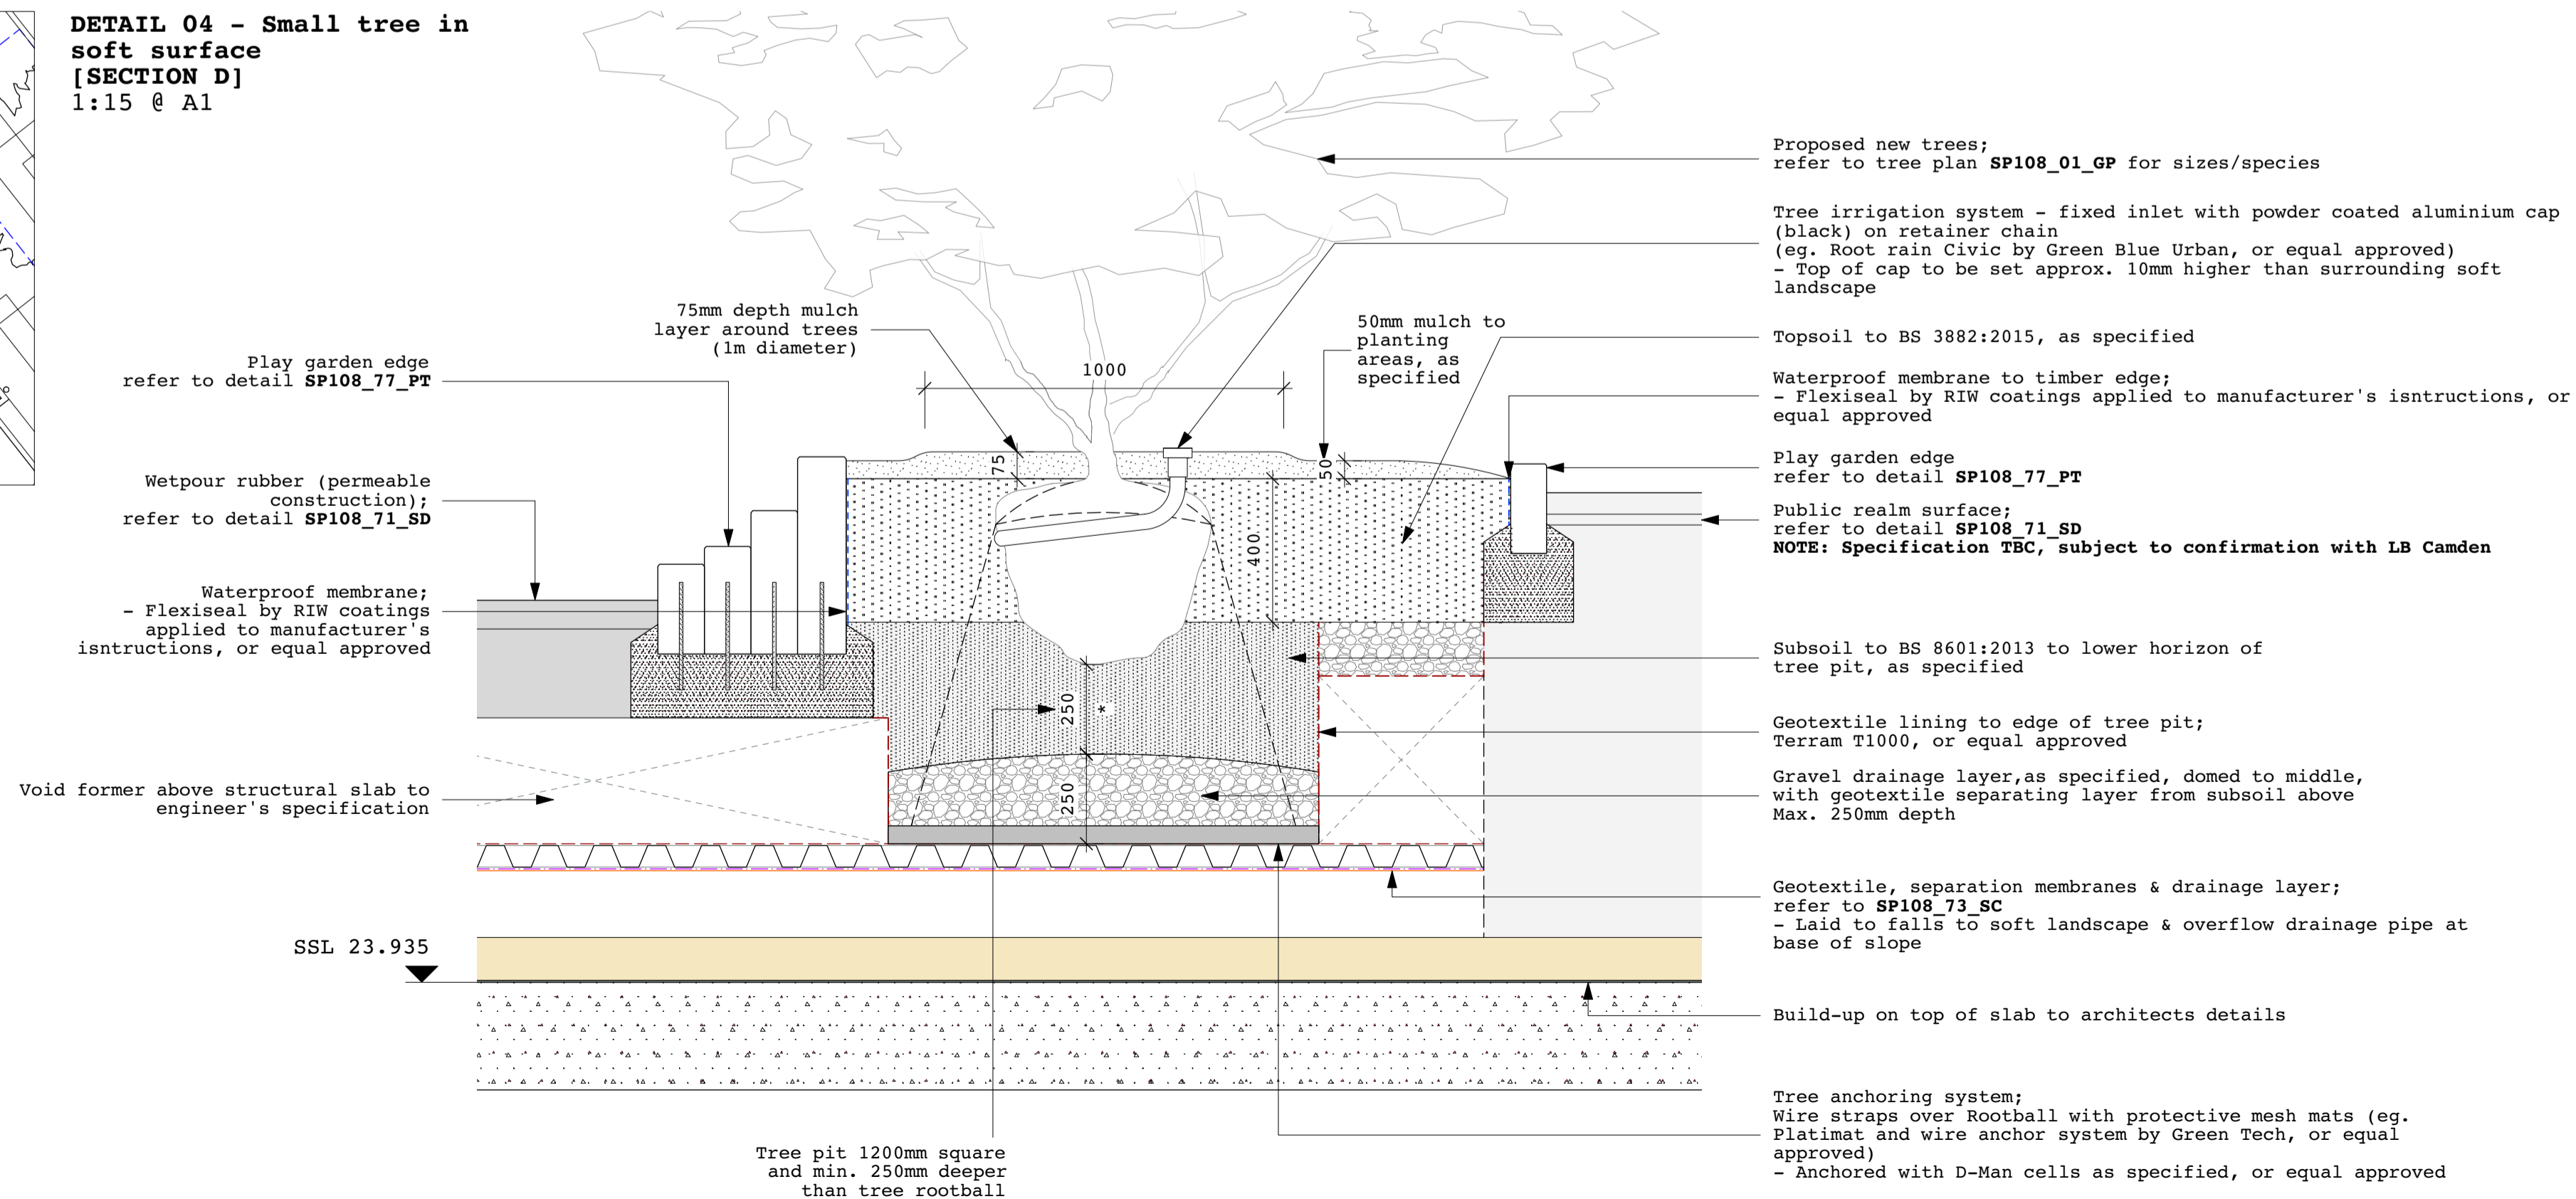 DETAIL 04 - Small tree in
soft surface
[SECTION D]
1:15 @ A1
Play garden edge
refer to detail SP108_77_PT
Wetpour rubber (permeable
construction);
refer to detail SP108_71_SD
Waterproof membrane;
- Flexiseal by RIW coatings
applied to manufacturer's
isntructions, or equal approved
Void former above structural slab to
engineer's specification
SSL 23.935
75mm depth mulch
layer around trees
(1m diameter)
1000
50mm mulch to
planting
areas, as
specified
75
50
400
250
*
250
Tree pit 1200mm square
and min. 250mm deeper
than tree rootball
Proposed new trees;
refer to tree plan SP108_01_GP for sizes/species
Tree irrigation system - fixed inlet with powder coated aluminium cap
(black) on retainer chain
(eg. Root rain Civic by Green Blue Urban, or equal approved)
- Top of cap to be set approx. 10mm higher than surrounding soft
landscape
Topsoil to BS 3882:2015, as specified
Waterproof membrane to timber edge;
- Flexiseal by RIW coatings applied to manufacturer's isntructions, or
equal approved
Play garden edge
refer to detail SP108_77_PT
Public realm surface;
refer to detail SP108_71_SD
NOTE: Specification TBC, subject to confirmation with LB Camden
Subsoil to BS 8601:2013 to lower horizon of
tree pit, as specified
Geotextile lining to edge of tree pit;
Terram T1000, or equal approved
Gravel drainage layer,as specified, domed to middle,
with geotextile separating layer from subsoil above
Max. 250mm depth
Geotextile, separation membranes & drainage layer;
refer to SP108_73_SC
- Laid to falls to soft landscape & overflow drainage pipe at
base of slope
Build-up on top of slab to architects details
Tree anchoring system;
Wire straps over Rootball with protective mesh mats (eg.
Platimat and wire anchor system by Green Tech, or equal
approved)
- Anchored with D-Man cells as specified, or equal approved